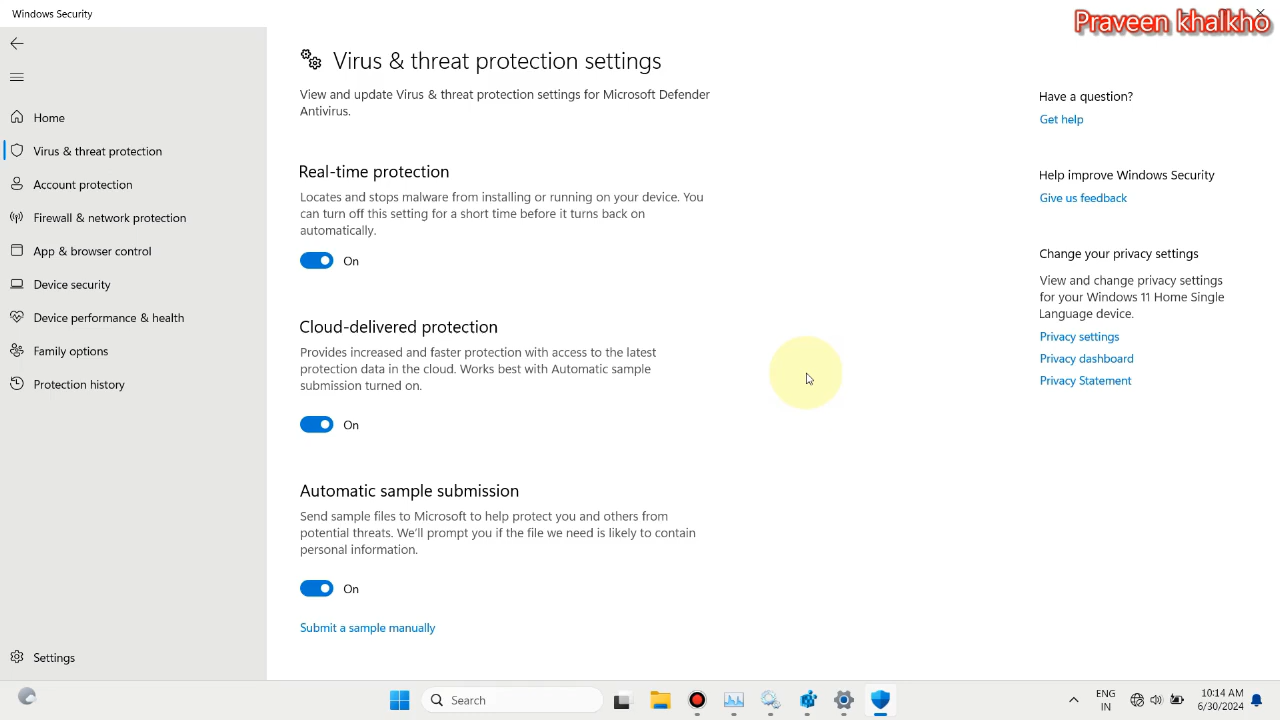 Windows Security
Praveen khalkho
Home
Virus & threat protection
Account protection
Firewall & network protection
App & browser control
Device security
Device performance & health
Family options
Protection history
Settings
Virus & threat protection settings
View and update Virus & threat protection settings for Microsoft Defender
Antivirus.
Real-time protection
Locates and stops malware from installing or running on your device. You
can turn off this setting for a short time before it turns back on
automatically.
On
Cloud-delivered protection
Provides increased and faster protection with access to the latest
protection data in the cloud. Works best with Automatic sample
submission turned on.
On
Automatic sample submission
Send sample files to Microsoft to help protect you and others from
potential threats. We'll prompt you if the file we need is likely to contain
personal information.
On
Submit a sample manually
Have a question?
Get help
Help improve Windows Security
Give us feedback
Change your privacy settings
View and change privacy settings
for your Windows 11 Home Single
Language device.
Privacy settings
Privacy dashboard
Privacy Statement
Search
ENG
IN
10:14 AM
6/30/2024